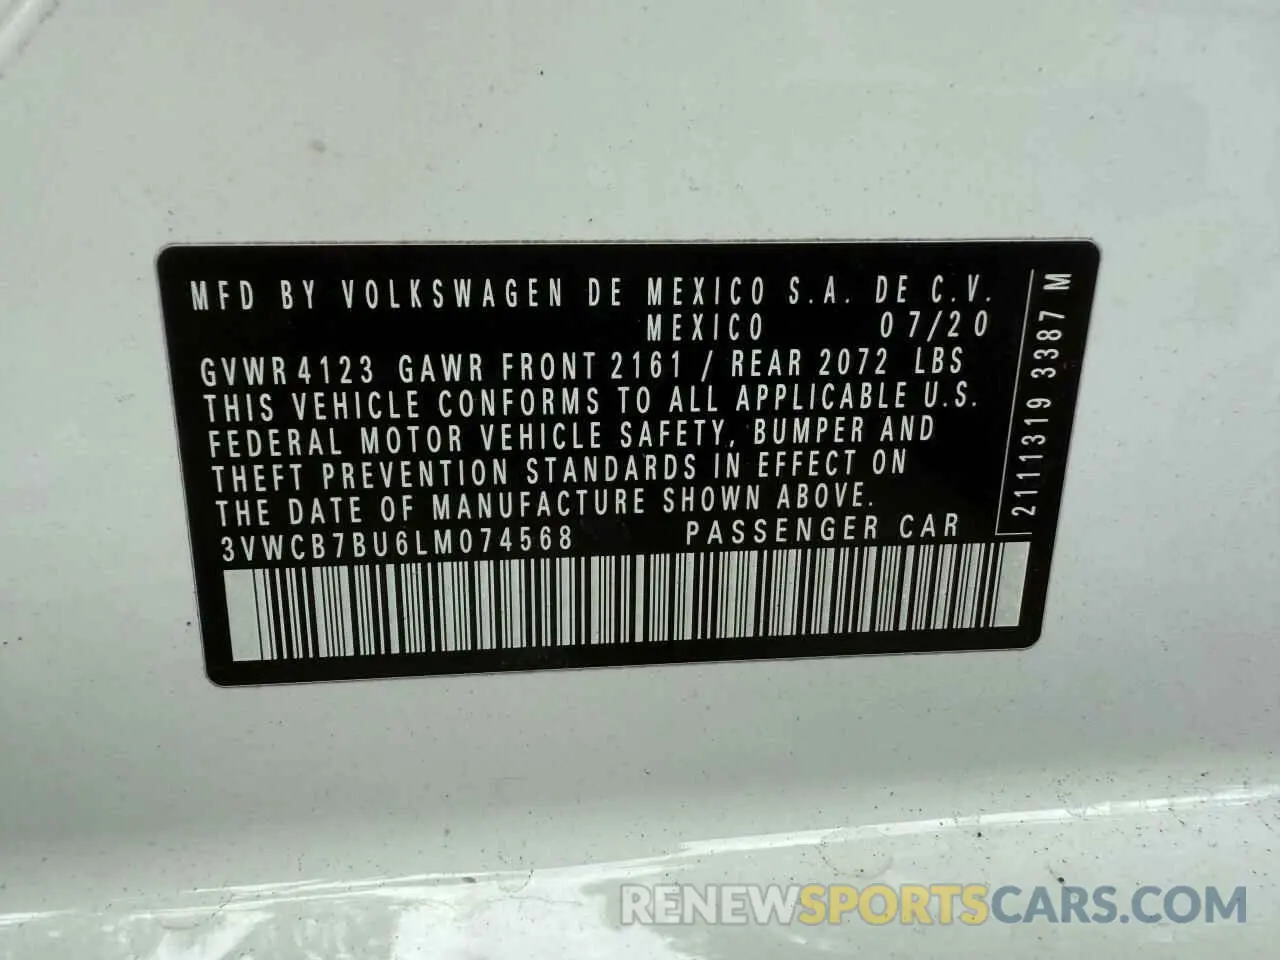 MFD BY VOLKSWAGEN DE MEXICO S.A. DE C.V.
MEXICO 07/20
GVWR 4123 GAWR FRONT 2161 / REAR 2072 LBS
THIS VEHICLE CONFORMS TO ALL APPLICABLE U.S.
FEDERAL MOTOR VEHICLE SAFETY, BUMPER AND
THEFT PREVENTION STANDARDS IN EFFECT ON
THE DATE OF MANUFACTURE SHOWN ABOVE.
3VWCB7BU6LM074568 PASSENGER CAR
2111319 3387 M
RENEWSPORTSCARS.COM